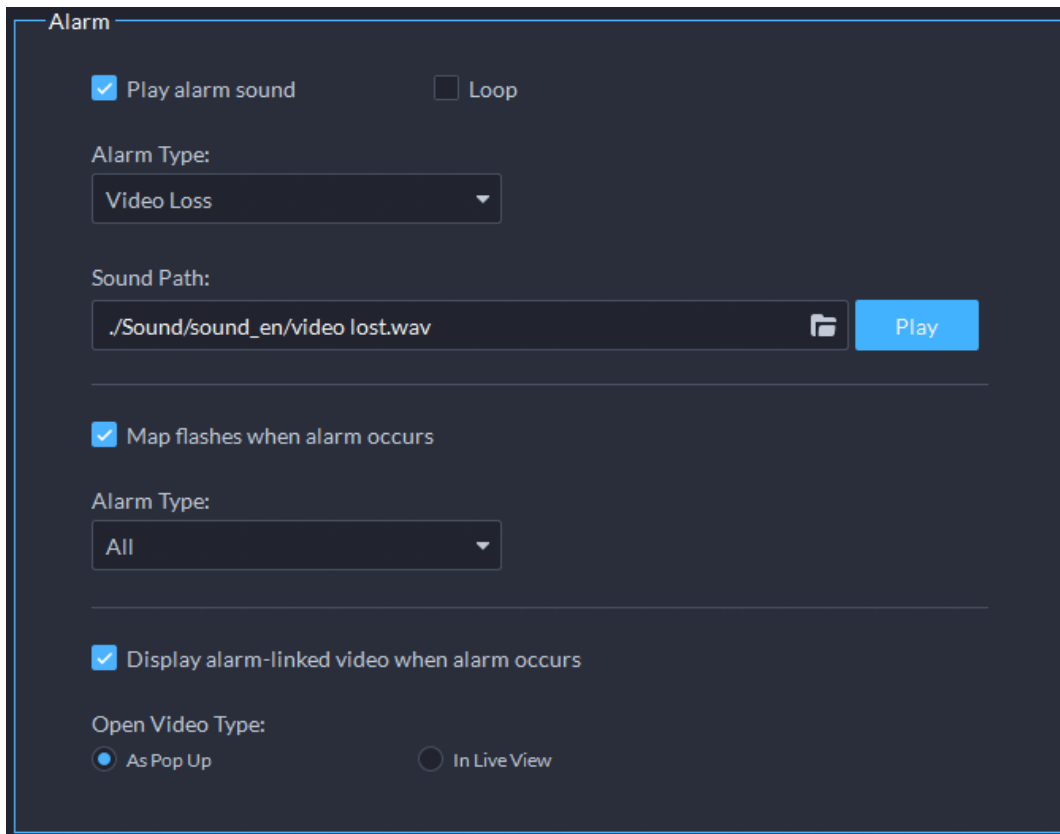 Alarm
Play alarm sound Loop
Alarm Type:
Video Loss
Sound Path:
./Sound/sound_en/video lost.wav Play
Map flashes when alarm occurs
Alarm Type:
All
Display alarm-linked video when alarm occurs
Open Video Type:
As Pop Up In Live View